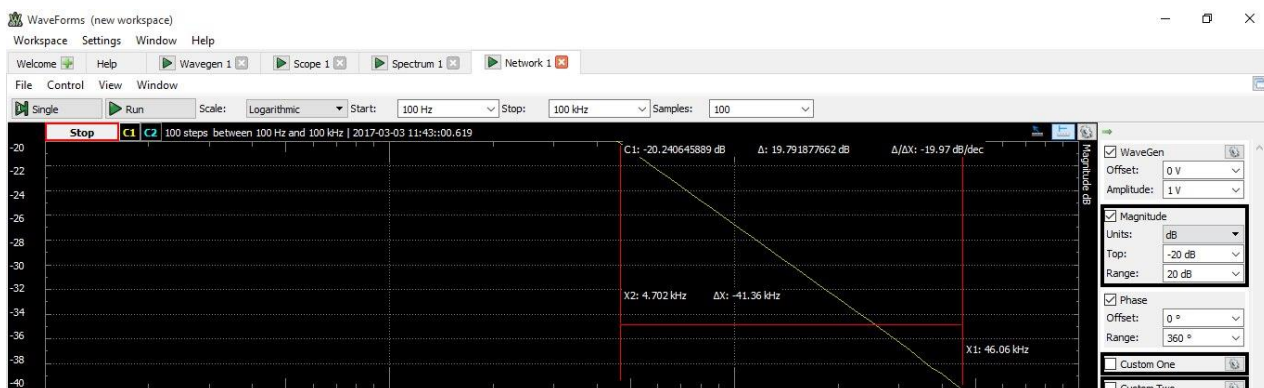 WaveForms (new workspace)
Workspace Settings Window Help
Welcome Help Wavegen 1 Scope 1 Spectrum 1 Network 1
File Control View Window
Single Run Scale: Logarithmic Start: 100 Hz Stop: 100 kHz Samples: 100
Stop C1 C2 100 steps between 100 Hz and 100 kHz | 2017-03-03 11:43::00.619
C1: -20.240645889 dB Δ: 19.791877662 dB Δ/ΔX: -19.97 dB/dec
X2: 4.702 kHz ΔX: -41.36 kHz
X1: 46.06 kHz
-20
-22
-24
-26
-28
-30
-32
-34
-36
-38
-40
Magnitude dB
WaveGen
Offset: 0 V
Amplitude: 1 V
Magnitude
Units: dB
Top: -20 dB
Range: 20 dB
Phase
Offset: 0 °
Range: 360 °
Custom One
Custom Two